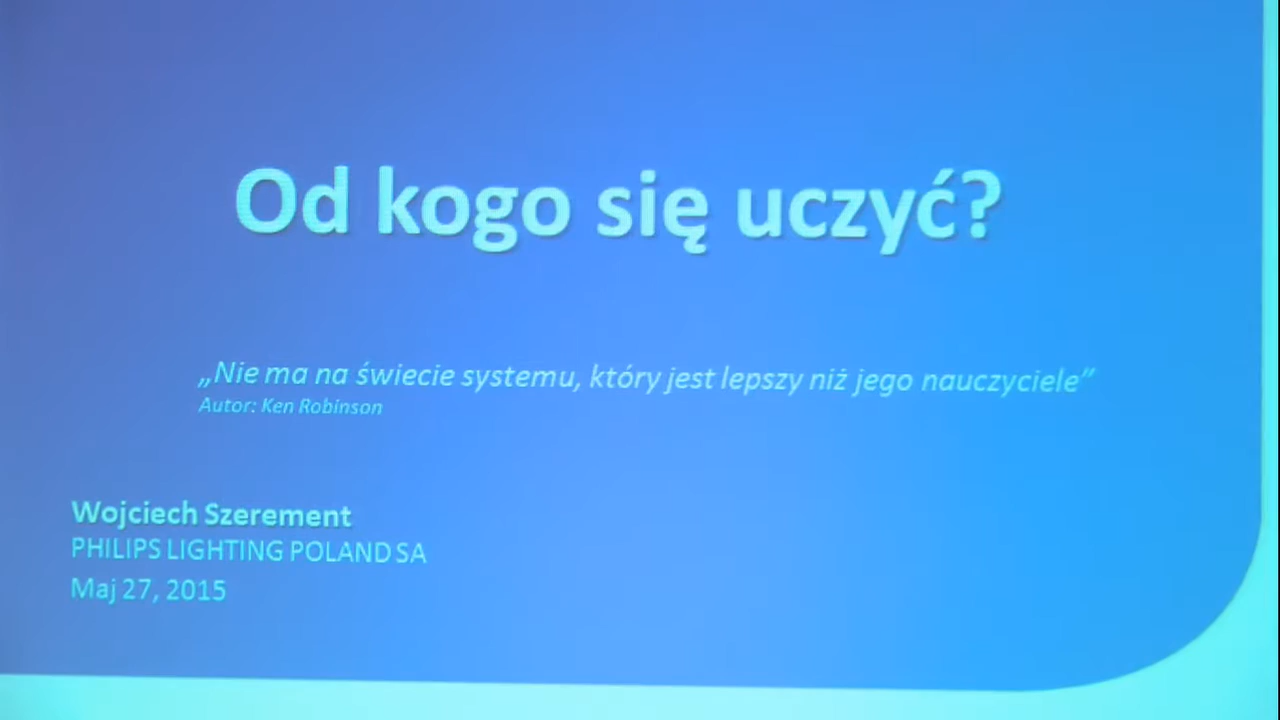 Od kogo się uczyć?
„Nie ma na świecie systemu, który jest lepszy niż jego nauczyciele”
Autor: Ken Robinson
Wojciech Szerement
PHILIPS LIGHTING POLAND SA
Maj 27, 2015